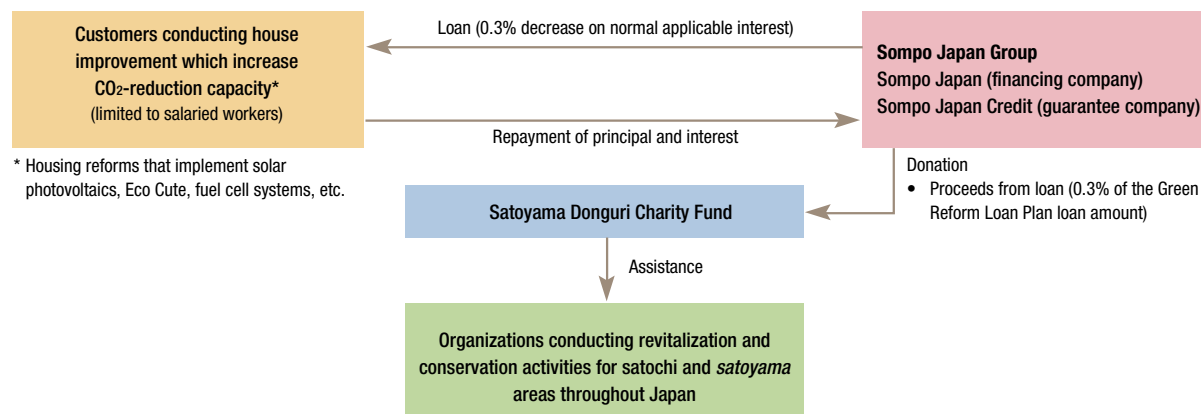 Customers conducting house
improvement which increase
CO2-reduction capacity*
(limited to salaried workers)
Loan (0.3% decrease on normal applicable interest)
Repayment of principal and interest
Sompo Japan Group
Sompo Japan (financing company)
Sompo Japan Credit (guarantee company)
* Housing reforms that implement solar
photovoltaics, Eco Cute, fuel cell systems, etc.
Donation
• Proceeds from loan (0.3% of the Green
Reform Loan Plan loan amount)
Satoyama Donguri Charity Fund
Assistance
Organizations conducting revitalization and
conservation activities for satochi and satoyama
areas throughout Japan